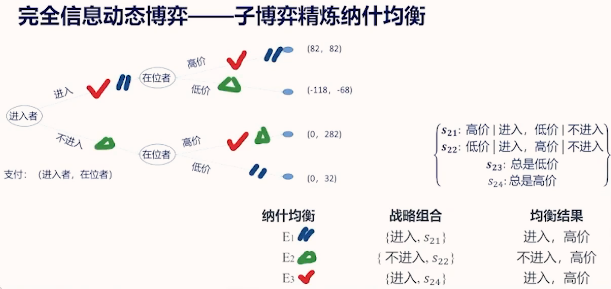 完全信息动态博弈——子博弈精炼纳什均衡
高价
(82, 82)
进入
在位者
低价
(-118, -68)
进入者
不进入
高价
(0, 282)
在位者
低价
支付：（进入者，在位者）
(0, 32)
s21: 高价 | 进入，低价 | 不进入
s22: 低价 | 进入，高价 | 不进入
s23: 总是低价
s24: 总是高价
纳什均衡 战略组合 均衡结果
E1 {进入, s21} 进入，高价
E2 { 不进入, s22} 不进入，高价
E3 {进入, s24} 进入，高价